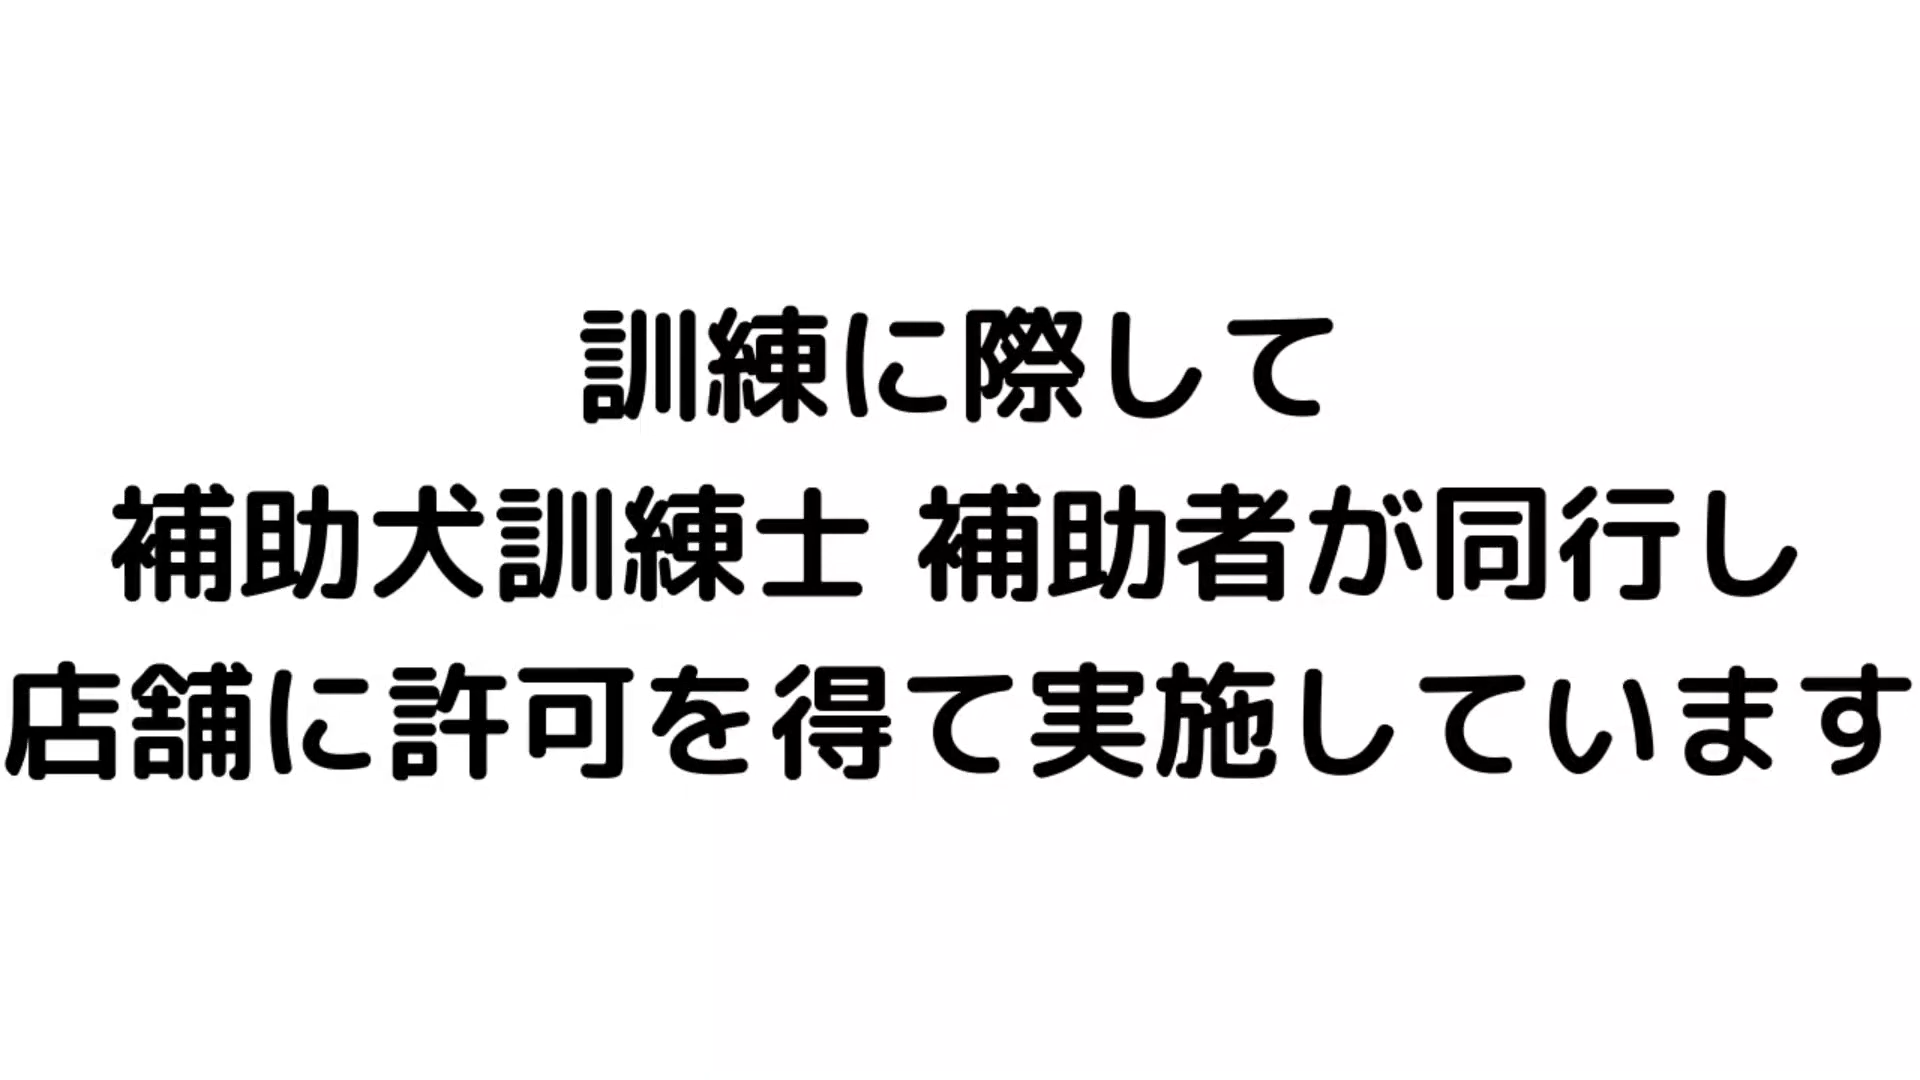 訓練に際して
補助犬訓練士 補助者が同行し
店舗に許可を得て実施しています